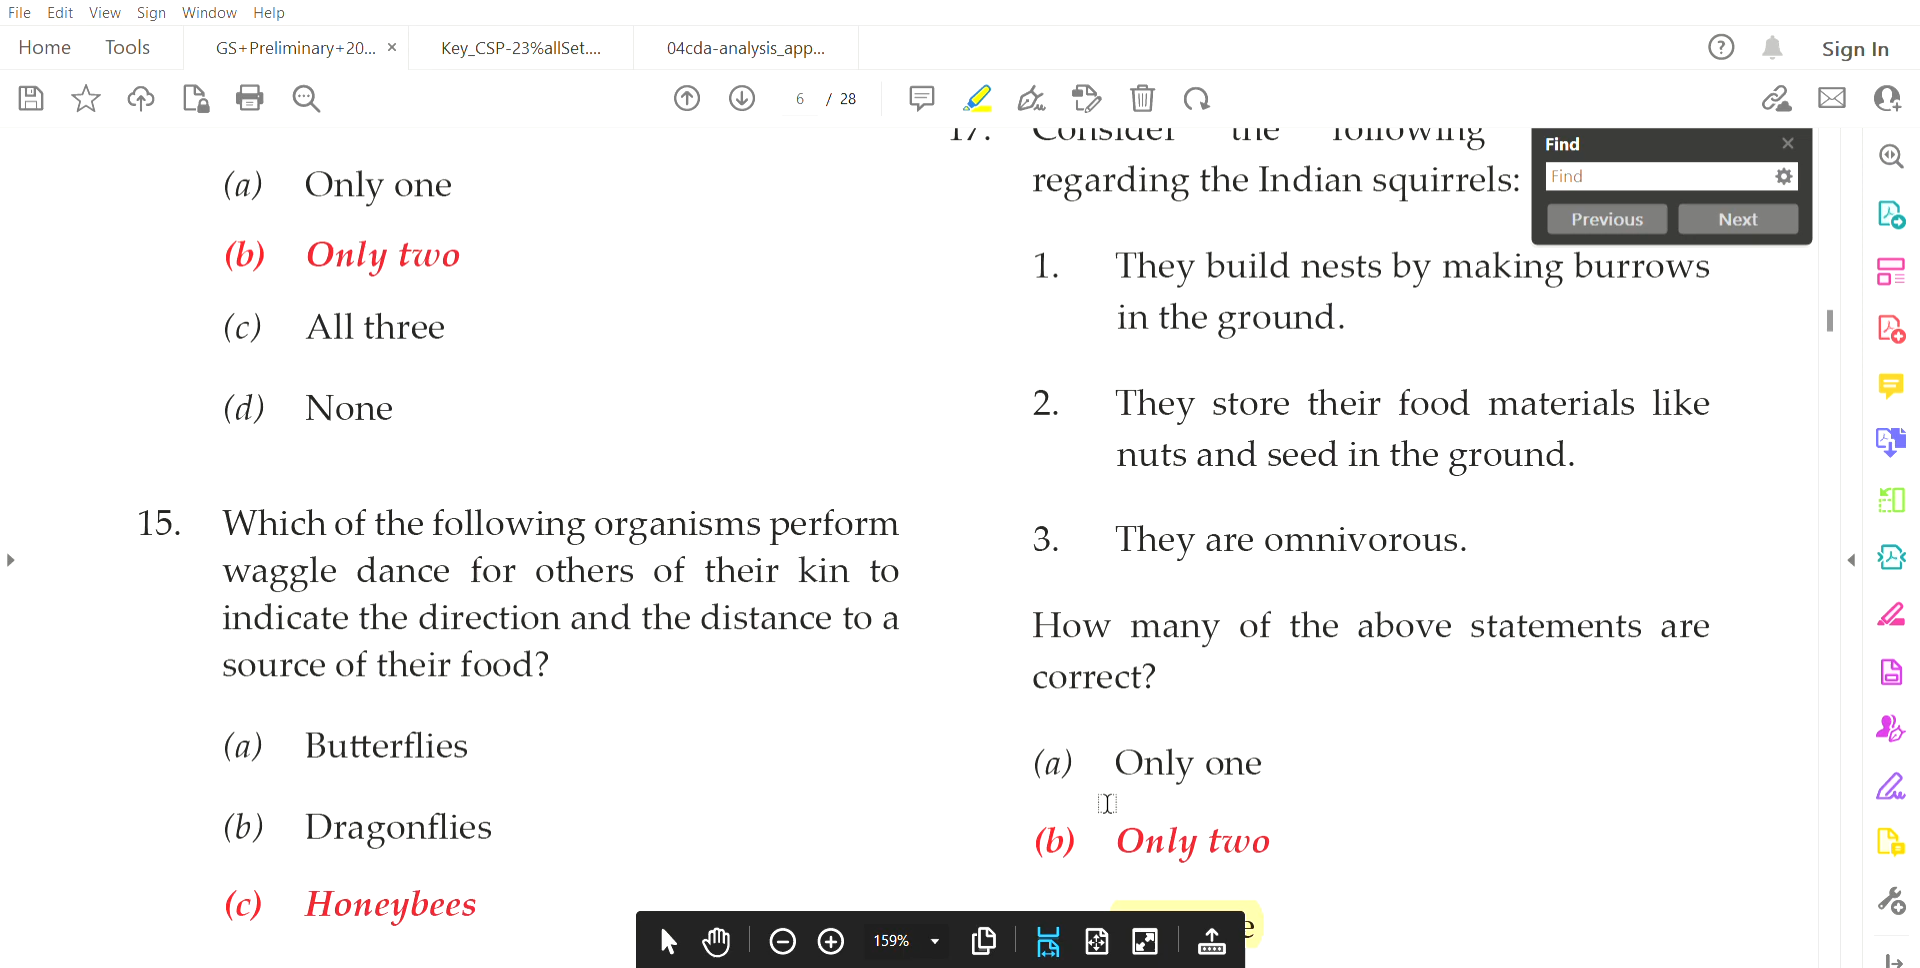 File Edit View Sign Window Help
Home Tools GS+Preliminary+20... × Key_CSP-23%allSet.... 04cda-analysis_app... Sign In
6 / 28
(a) Only one
(b) Only two
(c) All three
(d) None
15. Which of the following organisms perform
waggle dance for others of their kin to
indicate the direction and the distance to a
source of their food?
(a) Butterflies
(b) Dragonflies
(c) Honeybees
17. Consider the following
regarding the Indian squirrels:
1. They build nests by making burrows
in the ground.
2. They store their food materials like
nuts and seed in the ground.
3. They are omnivorous.
How many of the above statements are
correct?
(a) Only one
(b) Only two
e
Find
Find
Previous Next
159%